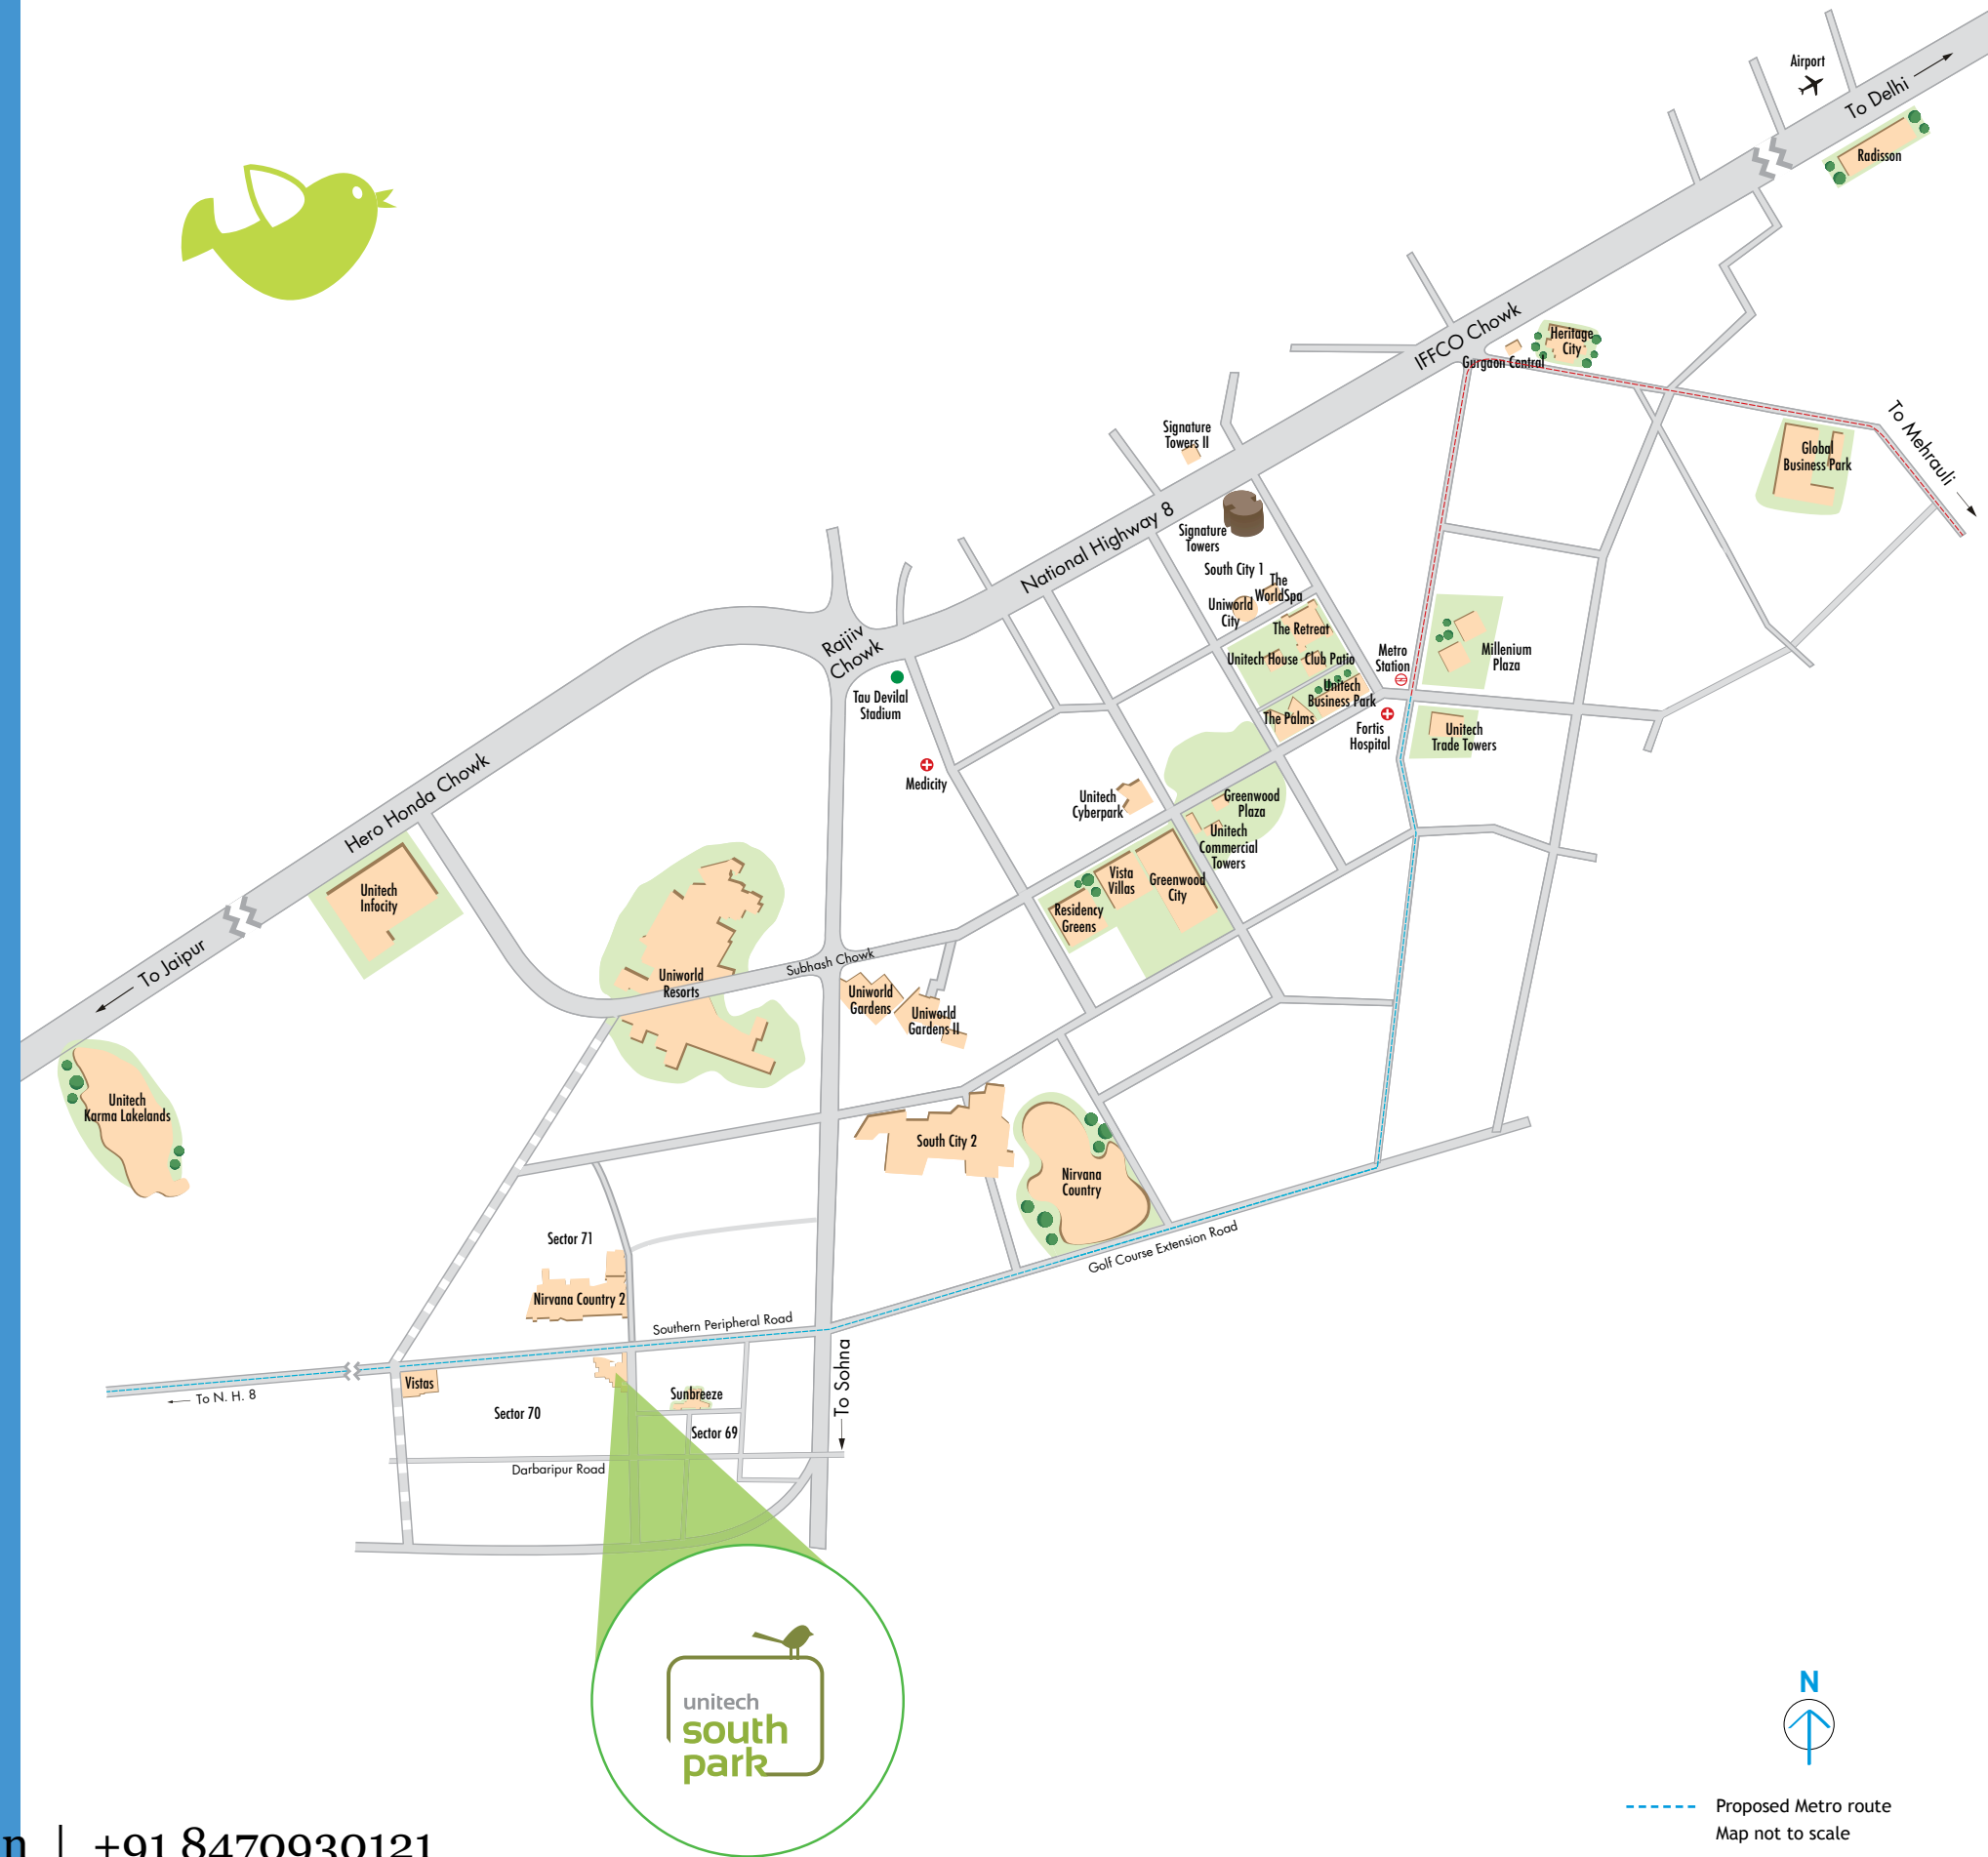 Airport
To Delhi
Radisson
IFFCO Chowk
Heritage
City
Gurgaon Central
To Mehrauli
Global
Business Park
Signature
Towers II
National Highway 8
Signature
Towers
South City 1
The
WorldSpa
Uniworld
City
The Retreat
Unitech House
Club Patio
Metro
Station
Millenium
Plaza
Unitech
Business Park
The Palms
Fortis
Hospital
Unitech
Trade Towers
Rajiiv
Chowk
Tau Devilal
Stadium
Medicity
Hero Honda Chowk
Unitech
Cyberpark
Greenwood
Plaza
Unitech
Commercial
Towers
Vista
Villas
Greenwood
City
Residency
Greens
Unitech
Infocity
To Jaipur
Subhash Chowk
Uniworld
Resorts
Uniworld
Gardens
Uniworld
Gardens II
Unitech
Karma Lakelands
South City 2
Nirvana
Country
Golf Course Extension Road
Sector 71
Nirvana Country 2
Southern Peripheral Road
To Sohna
Vistas
To N. H. 8
Sunbreeze
Sector 70
Sector 69
Darbaripur Road
unitech
south
park
N
Proposed Metro route
Map not to scale
n | +91 8470930121